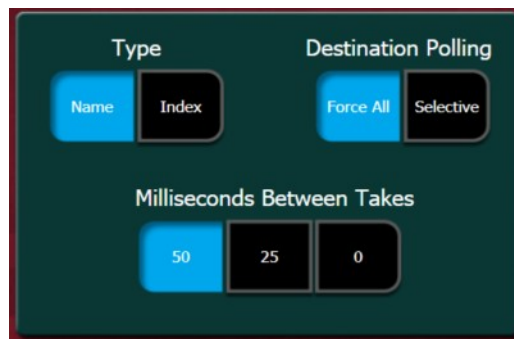 Type
Destination Polling
Name
Index
Force All
Selective
Milliseconds Between Takes
50
25
0